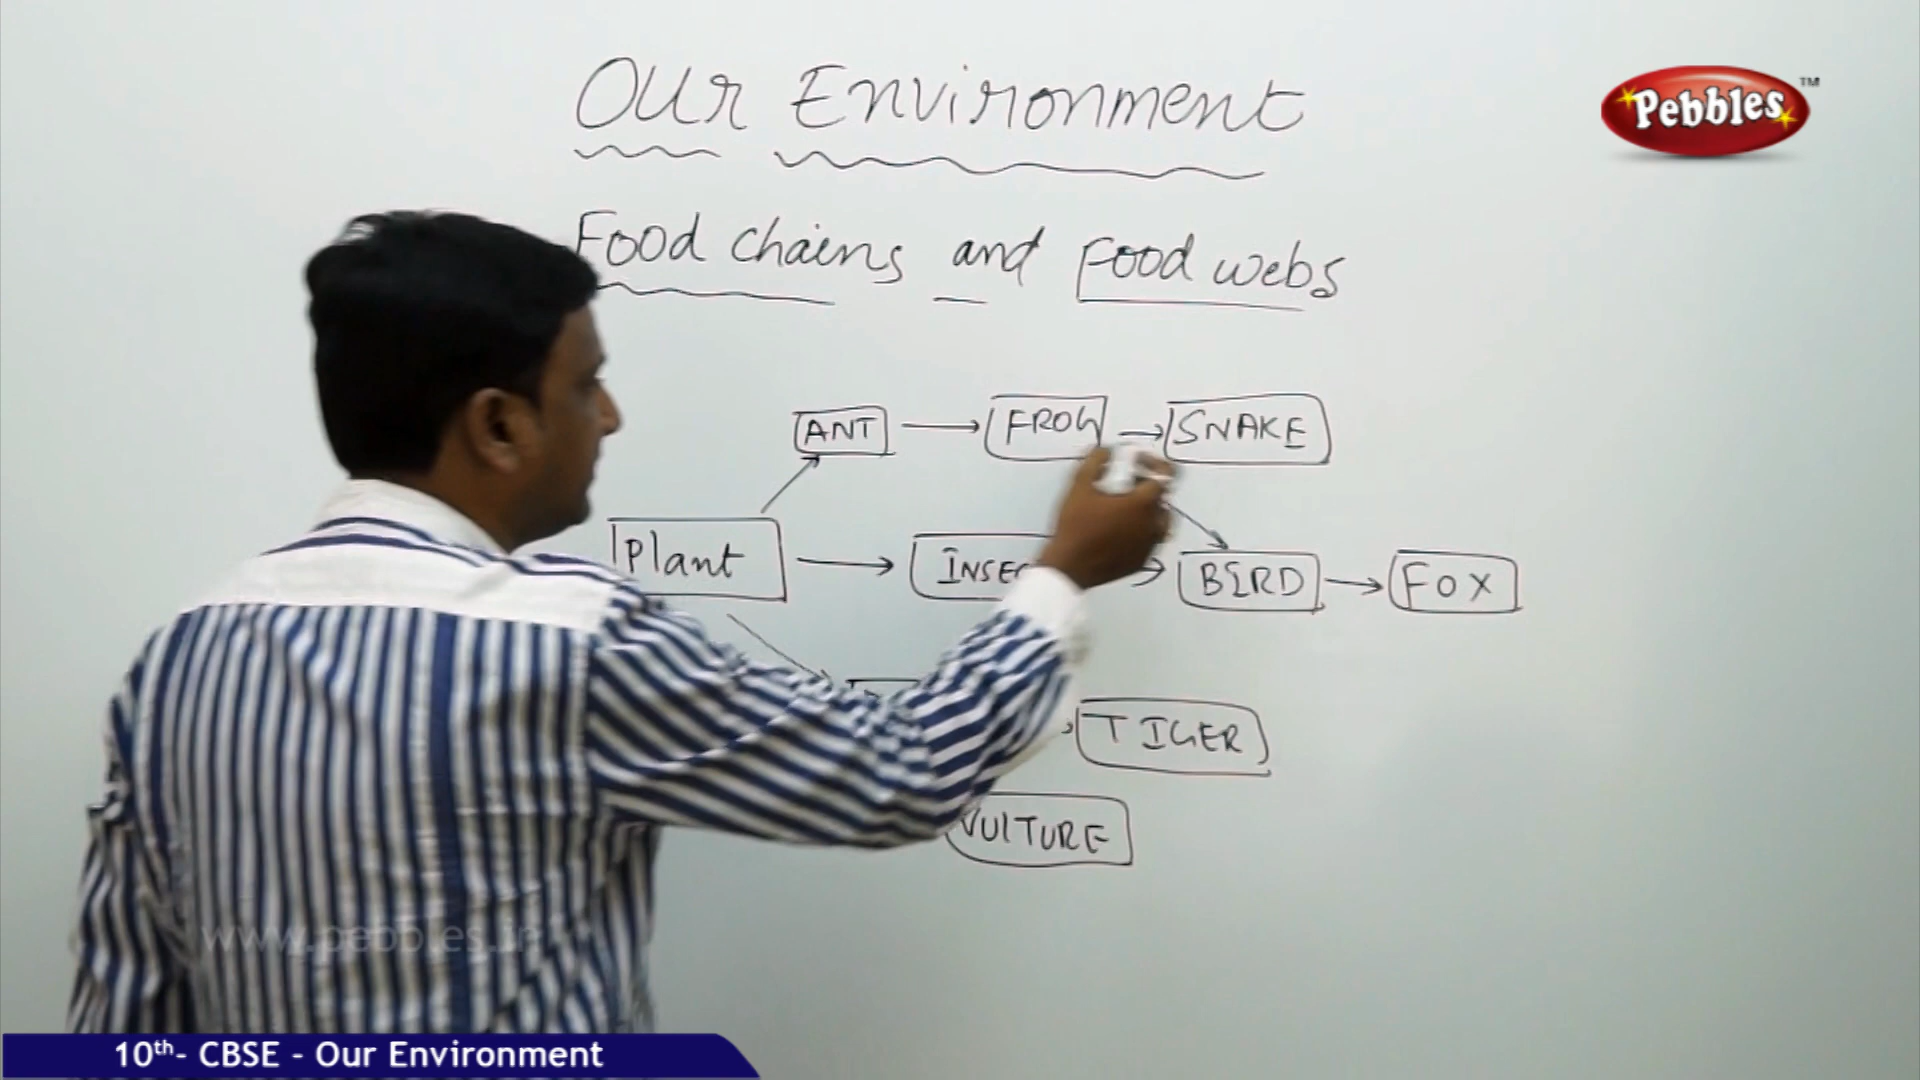 Our Environment
Pebbles™
Food chains and Food webs
ANT FROG SNAKE
Plant BIRD FOX
TIGER
VULTURE
www.pebbles.in
10th- CBSE - Our Environment